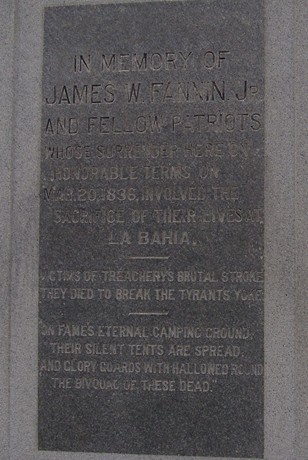 IN MEMORY OF
JAMES W. FANNIN JR
AND FELLOW PATRIOTS
WHOSE SURRENDER HERE ON
HONORABLE TERMS ON
MAR. 20, 1836, INVOLVED THE
SACRIFICE OF THEIR LIVES AT
LA BAHIA.
VICTIMS OF TREACHERY'S BRUTAL STROKE
THEY DIED TO BREAK THE TYRANTS YOKE
"ON FAMES ETERNAL CAMPING GROUND,
THEIR SILENT TENTS ARE SPREAD,
AND GLORY GUARDS WITH HALLOWED ROUND
THE BIVOUAC OF THESE DEAD."